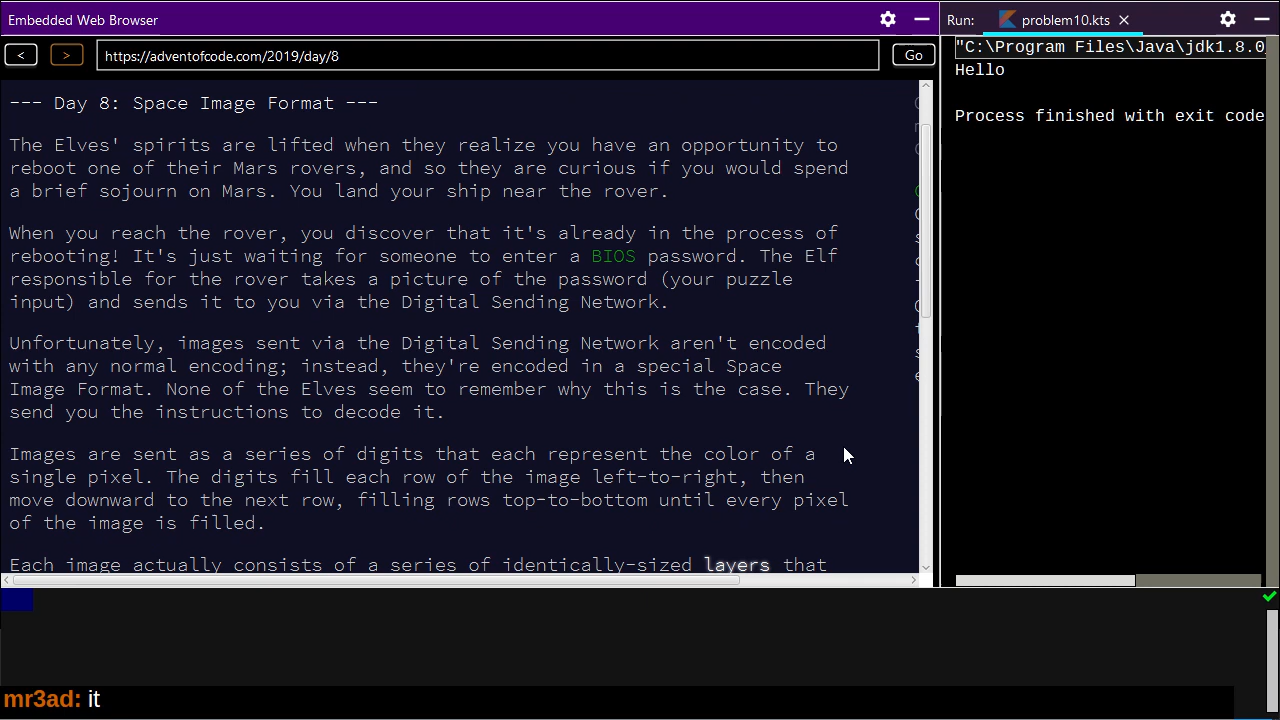 Embedded Web Browser
Run: problem10.kts
< > https://adventofcode.com/2019/day/8 Go
--- Day 8: Space Image Format ---
The Elves' spirits are lifted when they realize you have an opportunity to
reboot one of their Mars rovers, and so they are curious if you would spend
a brief sojourn on Mars. You land your ship near the rover.
When you reach the rover, you discover that it's already in the process of
rebooting! It's just waiting for someone to enter a BIOS password. The Elf
responsible for the rover takes a picture of the password (your puzzle
input) and sends it to you via the Digital Sending Network.
Unfortunately, images sent via the Digital Sending Network aren't encoded
with any normal encoding; instead, they're encoded in a special Space
Image Format. None of the Elves seem to remember why this is the case. They
send you the instructions to decode it.
Images are sent as a series of digits that each represent the color of a
single pixel. The digits fill each row of the image left-to-right, then
move downward to the next row, filling rows top-to-bottom until every pixel
of the image is filled.
Each image actually consists of a series of identically-sized layers that
"C:\Program Files\Java\jdk1.8.0
Hello
Process finished with exit code
mr3ad: it